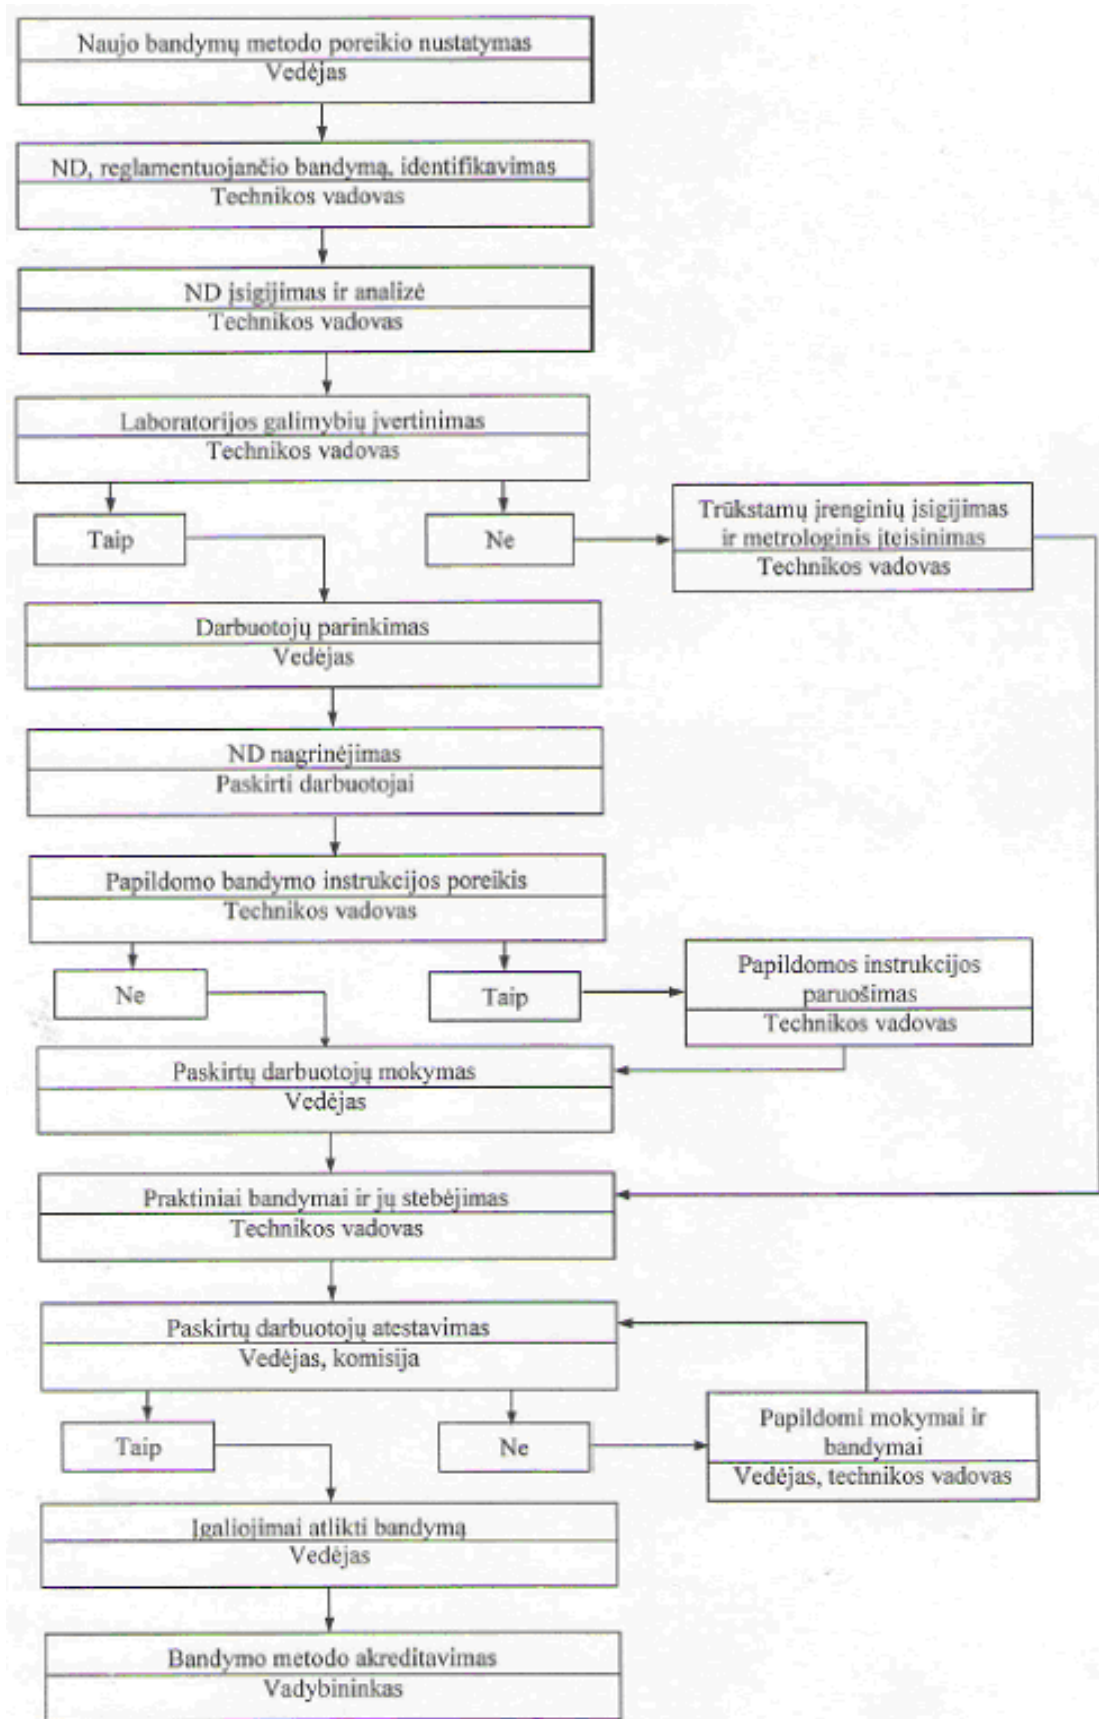 Naujo bandymų metodo poreikio nustatymas
Vedėjas
ND, reglamentuojančio bandymą, identifikavimas
Technikos vadovas
ND įsigijimas ir analizė
Technikos vadovas
Laboratorijos galimybių įvertinimas
Technikos vadovas
Taip
Ne
Trūkstamų įrenginių įsigijimas
ir metrologinis įteisinimas
Technikos vadovas
Darbuotojų parinkimas
Vedėjas
ND nagrinėjimas
Paskirti darbuotojai
Papildomo bandymo instrukcijos poreikis
Technikos vadovas
Ne
Taip
Papildomos instrukcijos
paruošimas
Technikos vadovas
Paskirtų darbuotojų mokymas
Vedėjas
Praktiniai bandymai ir jų stebėjimas
Technikos vadovas
Paskirtų darbuotojų atestavimas
Vedėjas, komisija
Taip
Ne
Papildomi mokymai ir
bandymai
Vedėjas, technikos vadovas
Įgaliojimai atlikti bandymą
Vedėjas
Bandymo metodo akreditavimas
Vadybininkas